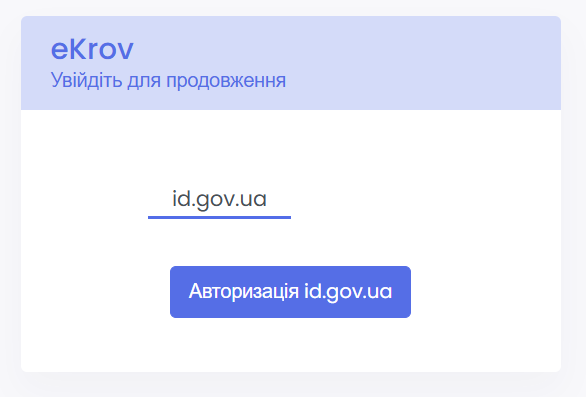 eKrov
Увійдіть для продовження
id.gov.ua
Авторизація id.gov.ua